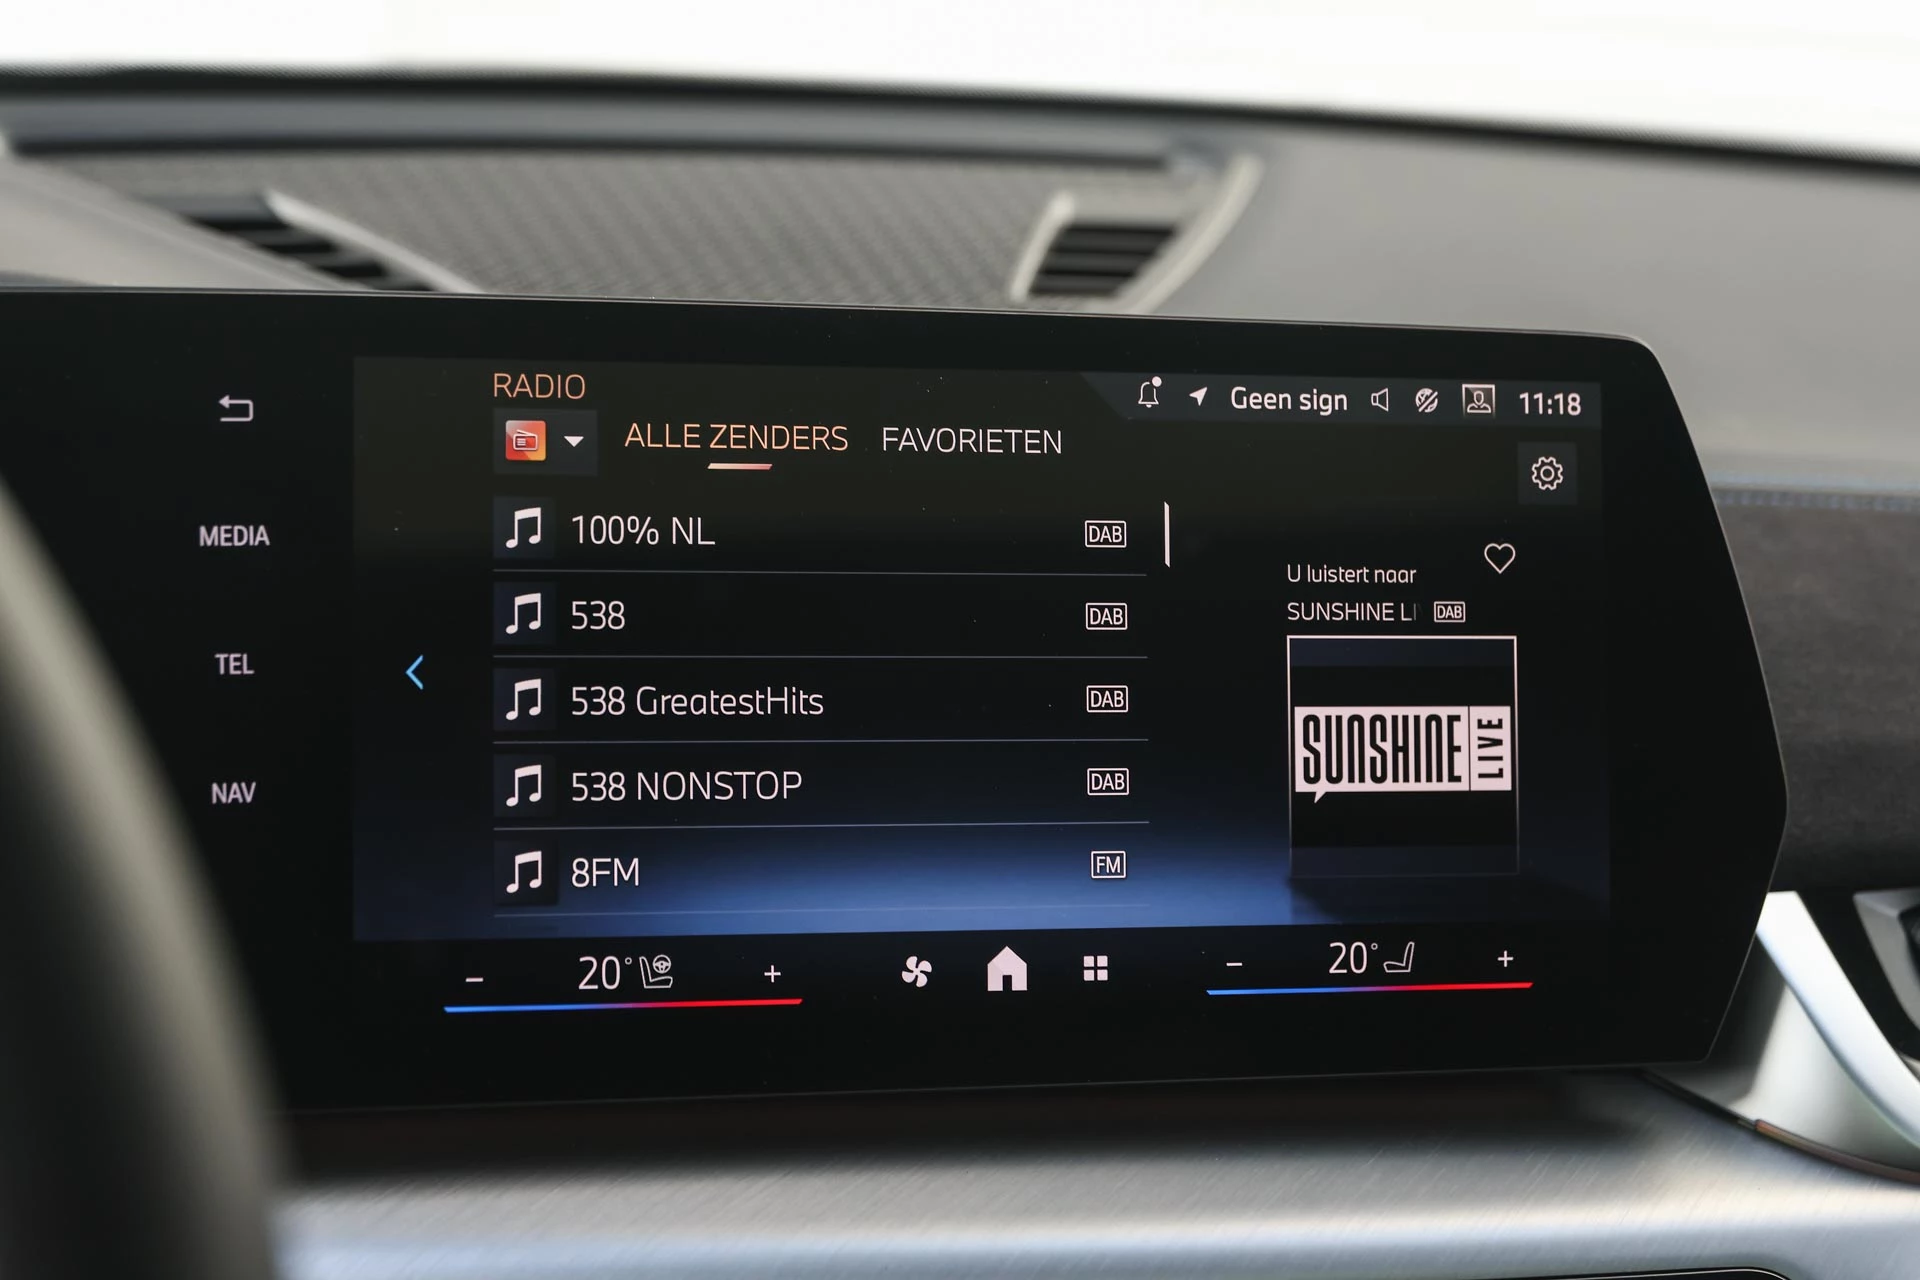 RADIO
Geen sign
11:18
ALLE ZENDERS
FAVORIETEN
MEDIA
TEL
NAV
100% NL DAB
538 DAB
538 GreatestHits DAB
538 NONSTOP DAB
8FM FM
U luistert naar
SUNSHINE LI DAB
SUNSHINE LIVE
- 20° +
- 20° +